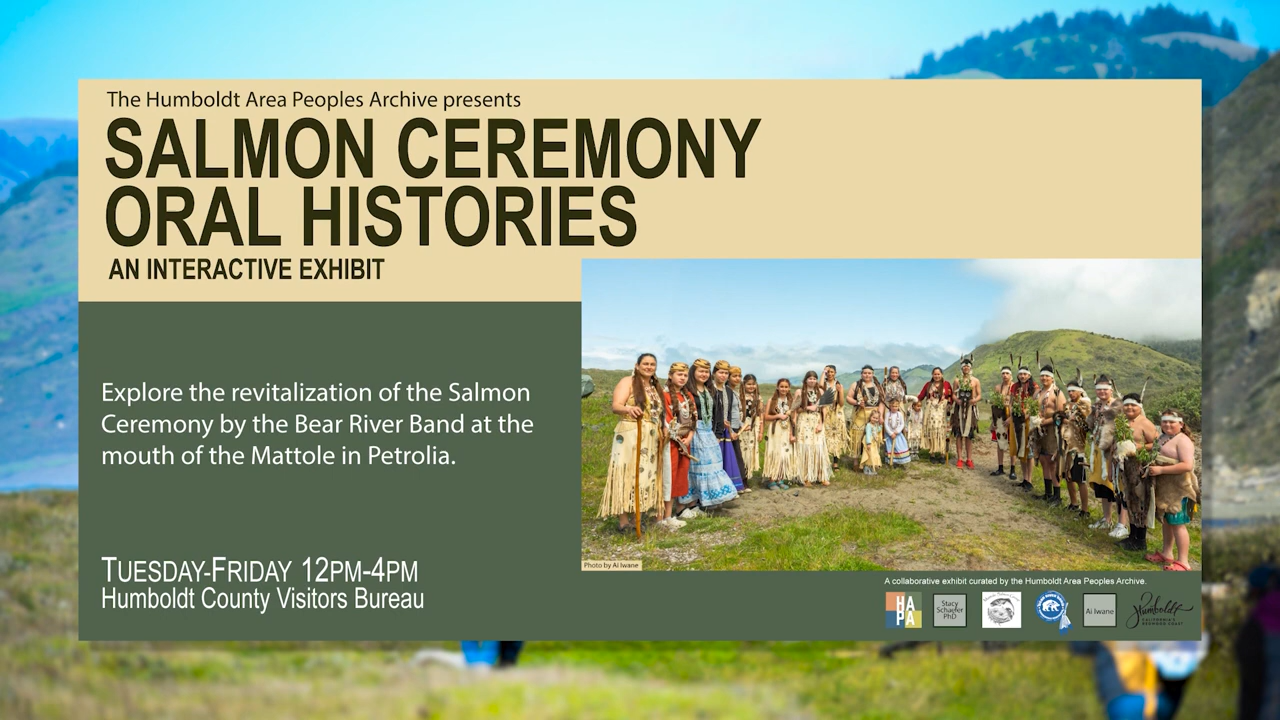 The Humboldt Area Peoples Archive presents
SALMON CEREMONY
ORAL HISTORIES
AN INTERACTIVE EXHIBIT
Explore the revitalization of the Salmon
Ceremony by the Bear River Band at the
mouth of the Mattole in Petrolia.
TUESDAY-FRIDAY 12PM-4PM
Humboldt County Visitors Bureau
Photo by Ai Iwane
A collaborative exhibit curated by the Humboldt Area Peoples Archive.
HA
PA
Stacy
Schaefer
PhD
Ai Iwane
Humboldt
CALIFORNIA'S
REDWOOD COAST